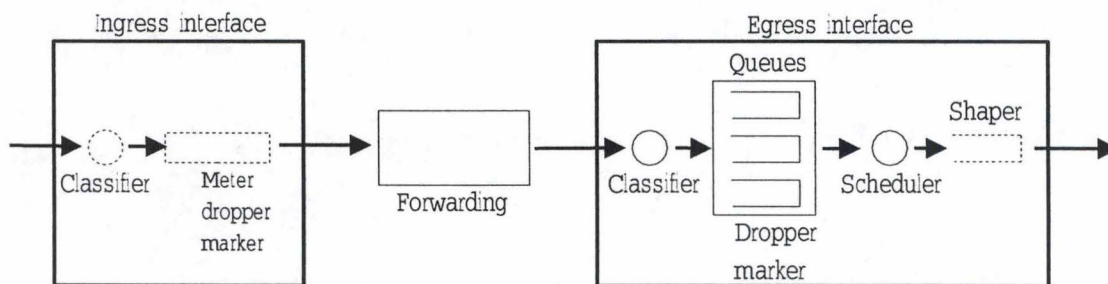 Ingress interface
Classifier
Meter
dropper
marker
Forwarding
Egress interface
Queues
Classifier
Dropper
marker
Scheduler
Shaper